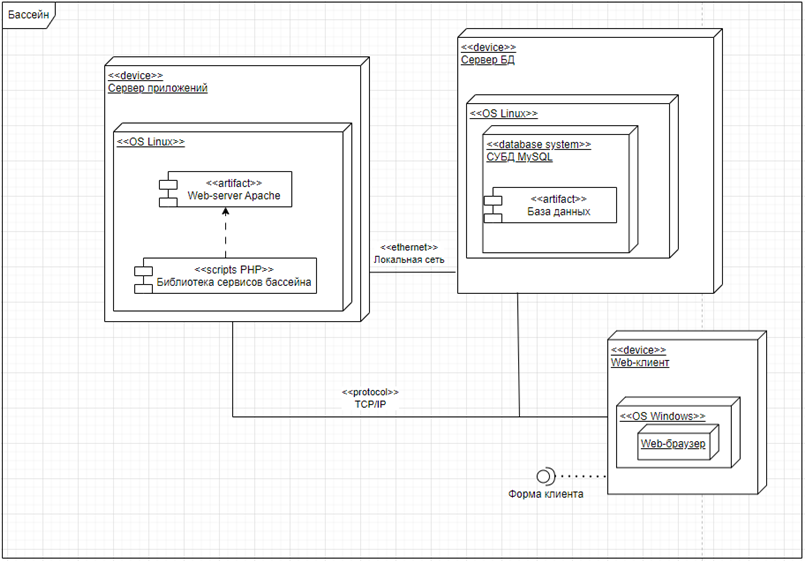 Бассейн
<<device>>
Сервер приложений
<<OS Linux>>
<<artifact>>
Web-server Apache
<<scripts PHP>>
Библиотека сервисов бассейна
<<ethernet>>
Локальная сеть
<<device>>
Сервер БД
<<OS Linux>>
<<database system>>
СУБД MySQL
<<artifact>>
База данных
<<protocol>>
TCP/IP
<<device>>
Web-клиент
<<OS Windows>>
Web-браузер
Форма клиента